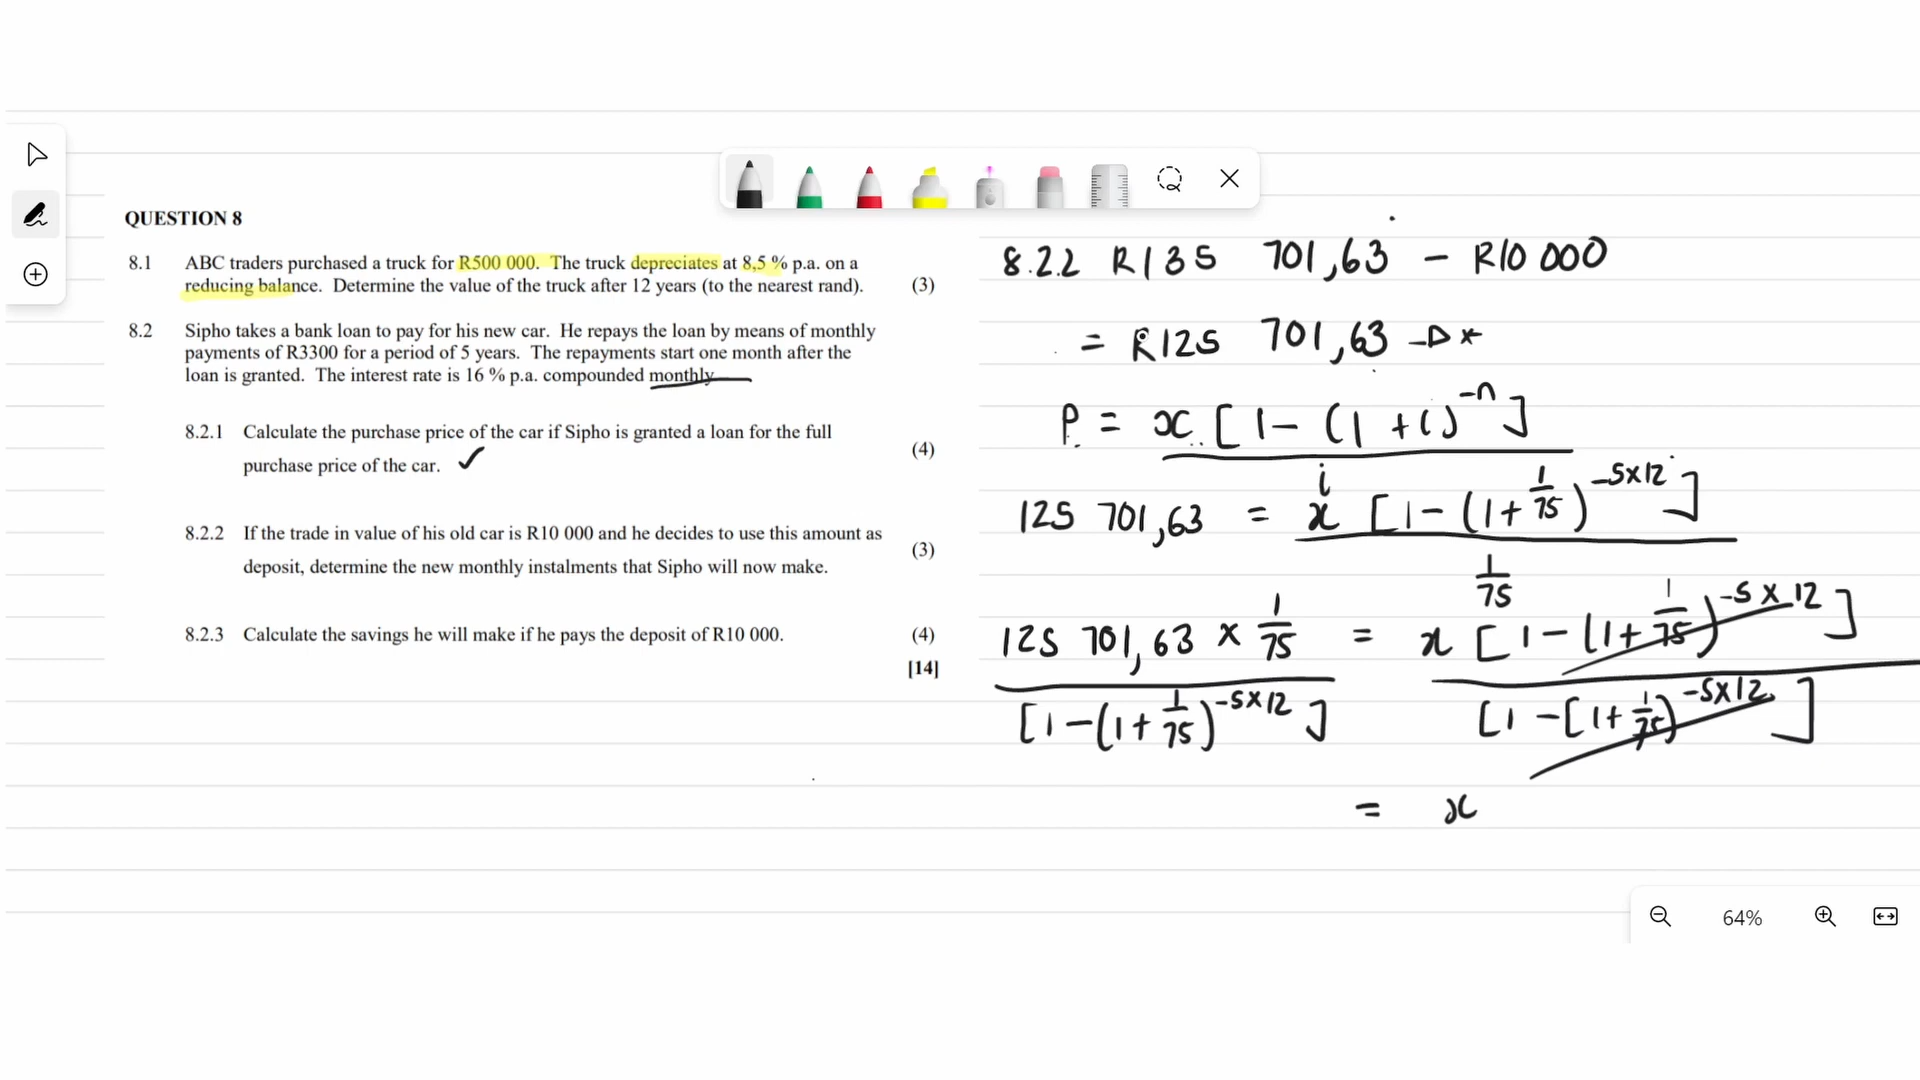 QUESTION 8
8.1 ABC traders purchased a truck for R500 000. The truck depreciates at 8,5 % p.a. on a
reducing balance. Determine the value of the truck after 12 years (to the nearest rand). (3)
8.2 Sipho takes a bank loan to pay for his new car. He repays the loan by means of monthly
payments of R3300 for a period of 5 years. The repayments start one month after the
loan is granted. The interest rate is 16 % p.a. compounded monthly
8.2.1 Calculate the purchase price of the car if Sipho is granted a loan for the full
purchase price of the car. ✓ (4)
8.2.2 If the trade in value of his old car is R10 000 and he decides to use this amount as
deposit, determine the new monthly instalments that Sipho will now make. (3)
8.2.3 Calculate the savings he will make if he pays the deposit of R10 000. (4)
[14]
8.2.2 R135 701,63 - R10 000
= R125 701,63
P = x [1 - (1 + i)^-n]
i
125 701,63 = x [1 - (1 + 1/75)^-5×12]
1/75
125 701,63 × 1/75 = x [1 - (1 + 1/75)^-5×12]
[1 - (1 + 1/75)^-5×12] [1 - [1 + 1/75)^-5×12]
= x
64%